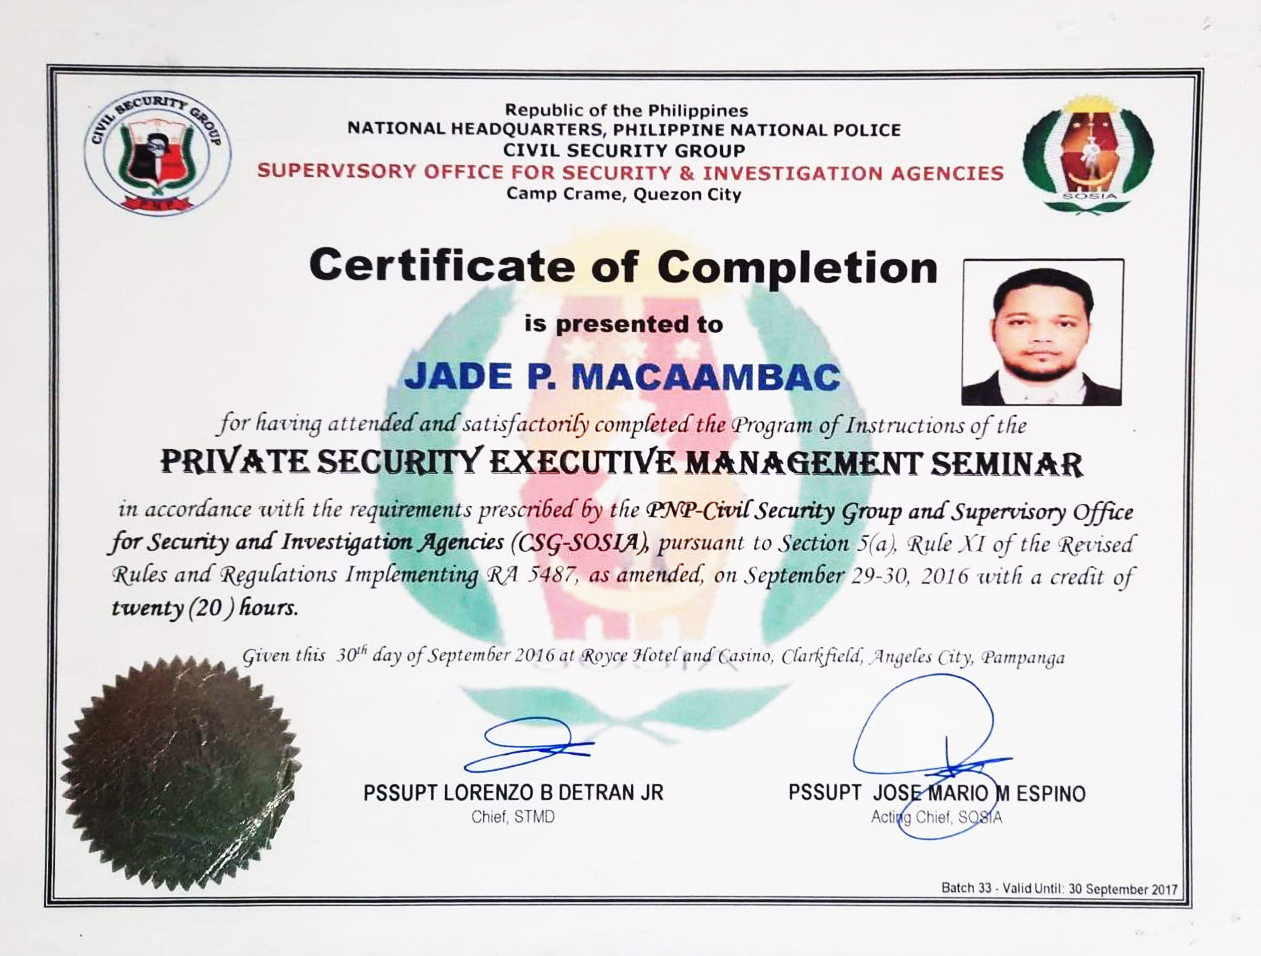 CIVIL SECURITY GROUP
PNP
Republic of the Philippines
NATIONAL HEADQUARTERS, PHILIPPINE NATIONAL POLICE
CIVIL SECURITY GROUP
SUPERVISORY OFFICE FOR SECURITY & INVESTIGATION AGENCIES
Camp Crame, Quezon City
SOSIA
Certificate of Completion
is presented to
JADE P. MACAAMBAC
for having attended and satisfactorily completed the Program of Instructions of the
PRIVATE SECURITY EXECUTIVE MANAGEMENT SEMINAR
in accordance with the requirements prescribed by the PNP-Civil Security Group and Supervisory Office
for Security and Investigation Agencies (CSG-SOSIA), pursuant to Section 5(a), Rule XI of the Revised
Rules and Regulations Implementing RA 5487, as amended, on September 29-30, 2016 with a credit of
twenty (20 ) hours.
SOSIA
Given this 30th day of September 2016 at Royce Hotel and Casino, Clarkfield, Angeles City, Pampanga
PSSUPT LORENZO B DETRAN JR
Chief, STMD
PSSUPT JOSE MARIO M ESPINO
Acting Chief, SOSIA
Batch 33 - Valid Until: 30 September 2017